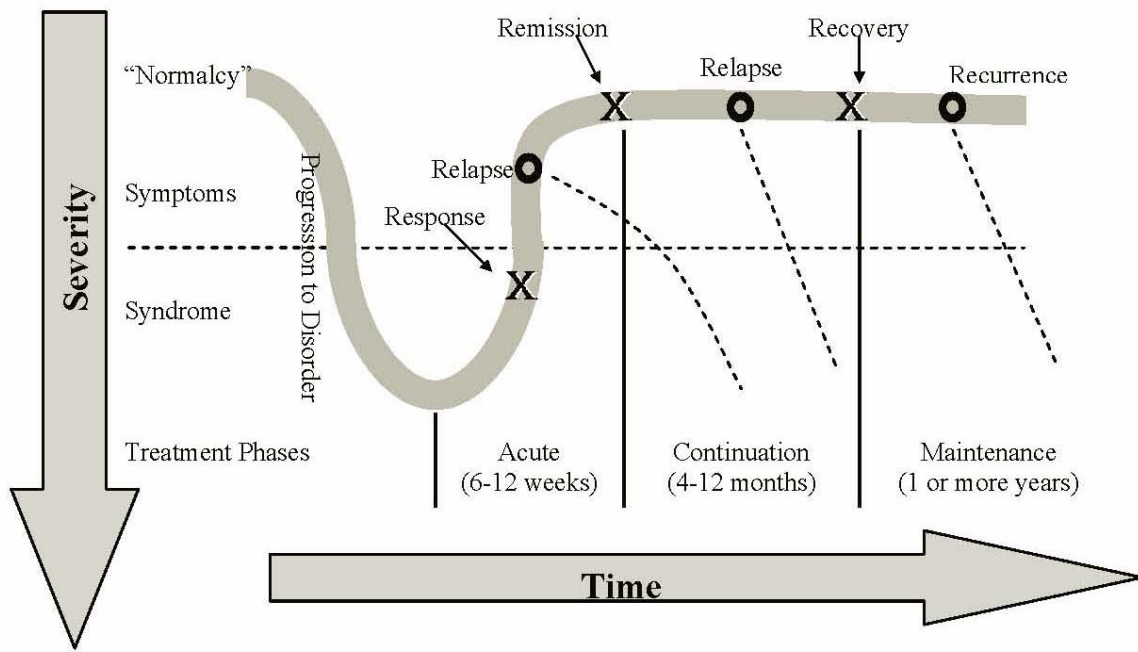 Remission
Recovery
"Normalcy"
Relapse
Recurrence
Progression to Disorder
Symptoms
Relapse
Response
X
X
X
Severity
Syndrome
Treatment Phases
Acute
(6-12 weeks)
Continuation
(4-12 months)
Maintenance
(1 or more years)
Time